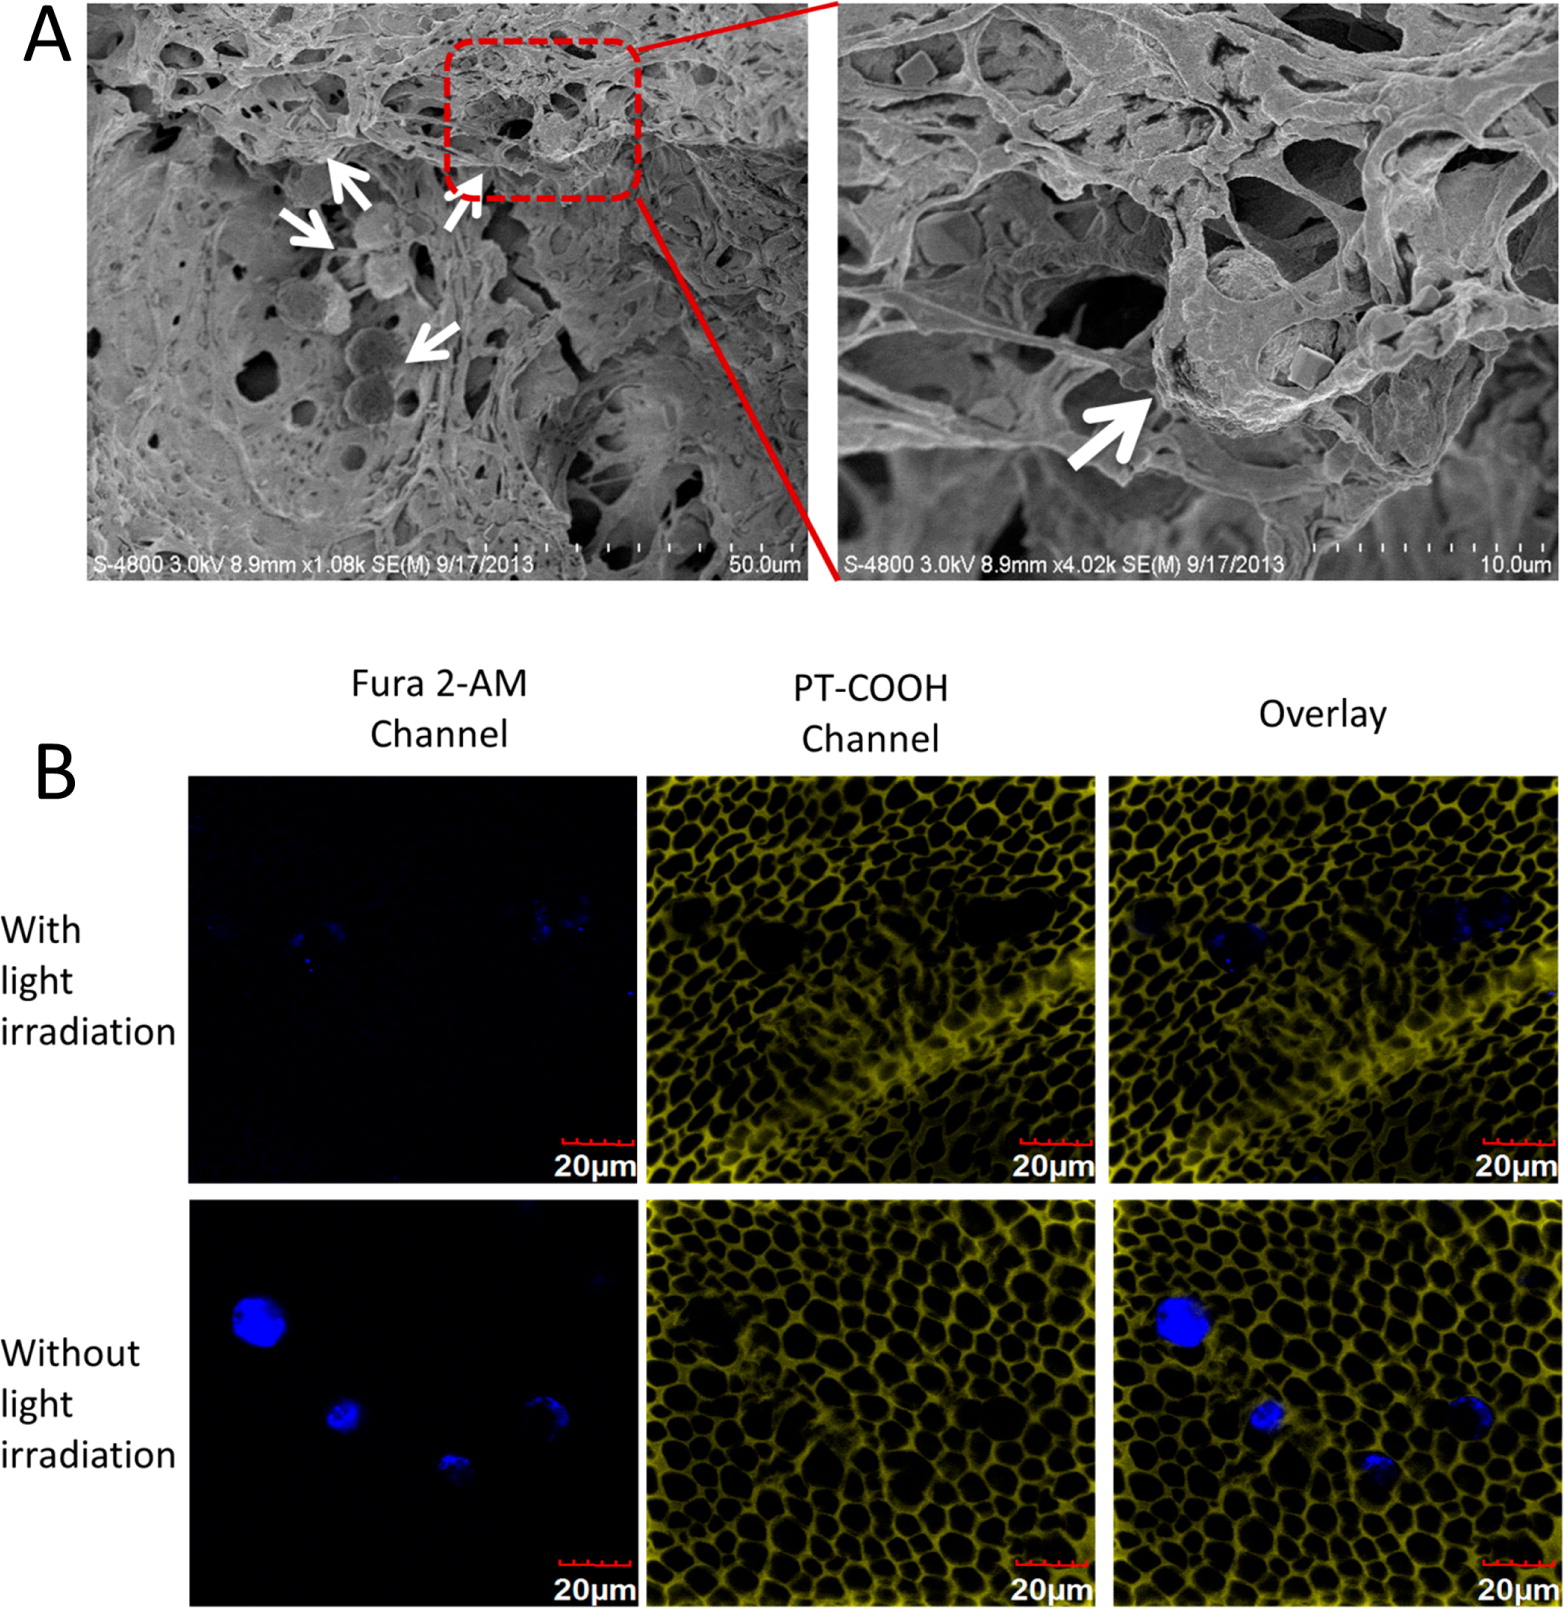 A
S-4800 3.0kV 8.9mm x1.08k SE(M) 9/17/2013 50.0um
S-4800 3.0kV 8.9mm x4.02k SE(M) 9/17/2013 10.0um
B
Fura 2-AM
Channel
PT-COOH
Channel
Overlay
With
light
irradiation
20μm
20μm
20μm
Without
light
irradiation
20μm
20μm
20μm